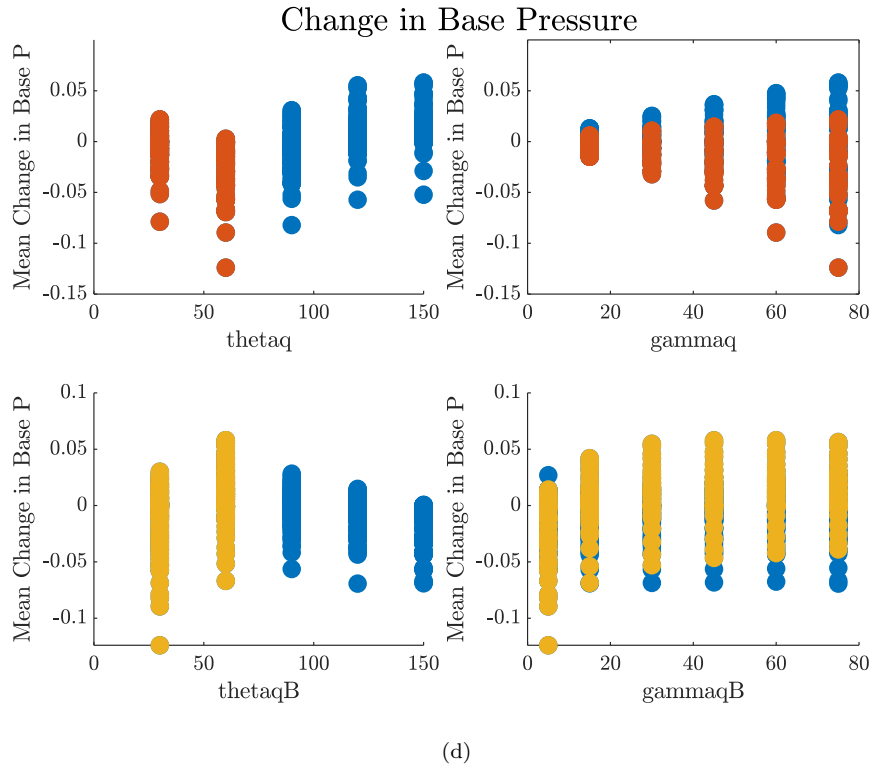 Change in Base Pressure
Mean Change in Base P
0.05
0
-0.05
-0.1
-0.15
0 50 100 150
thetaq
Mean Change in Base P
0.05
0
-0.05
-0.1
-0.15
0 20 40 60 80
gammaq
Mean Change in Base P
0.1
0.05
0
-0.05
-0.1
0 50 100 150
thetaqB
Mean Change in Base P
0.1
0.05
0
-0.05
-0.1
0 20 40 60 80
gammaqB
(d)